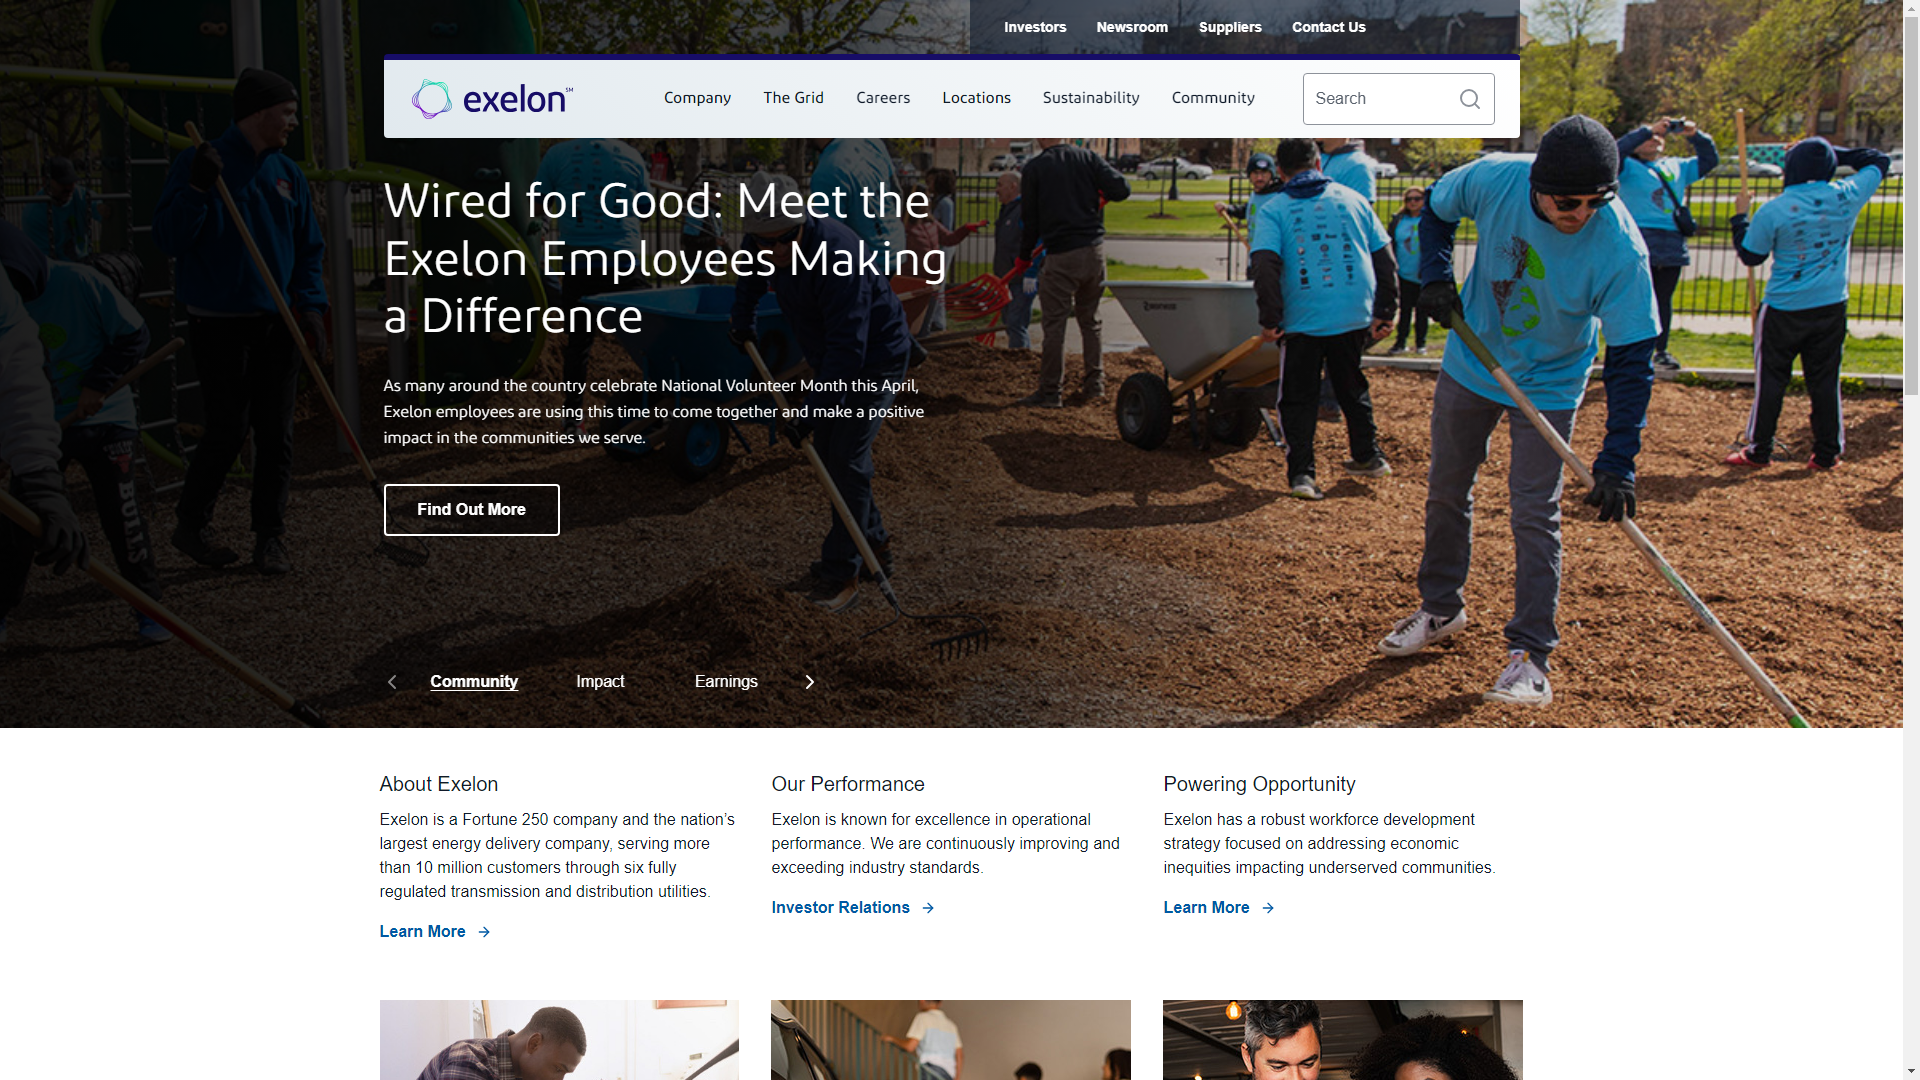 Investors Newsroom Suppliers Contact Us
exelon℠
Company The Grid Careers Locations Sustainability Community Search
Wired for Good: Meet the
Exelon Employees Making
a Difference
As many around the country celebrate National Volunteer Month this April,
Exelon employees are using this time to come together and make a positive
impact in the communities we serve.
Find Out More
Community Impact Earnings
About Exelon
Exelon is a Fortune 250 company and the nation’s
largest energy delivery company, serving more
than 10 million customers through six fully
regulated transmission and distribution utilities.
Learn More
Our Performance
Exelon is known for excellence in operational
performance. We are continuously improving and
exceeding industry standards.
Investor Relations
Powering Opportunity
Exelon has a robust workforce development
strategy focused on addressing economic
inequities impacting underserved communities.
Learn More
BULLS